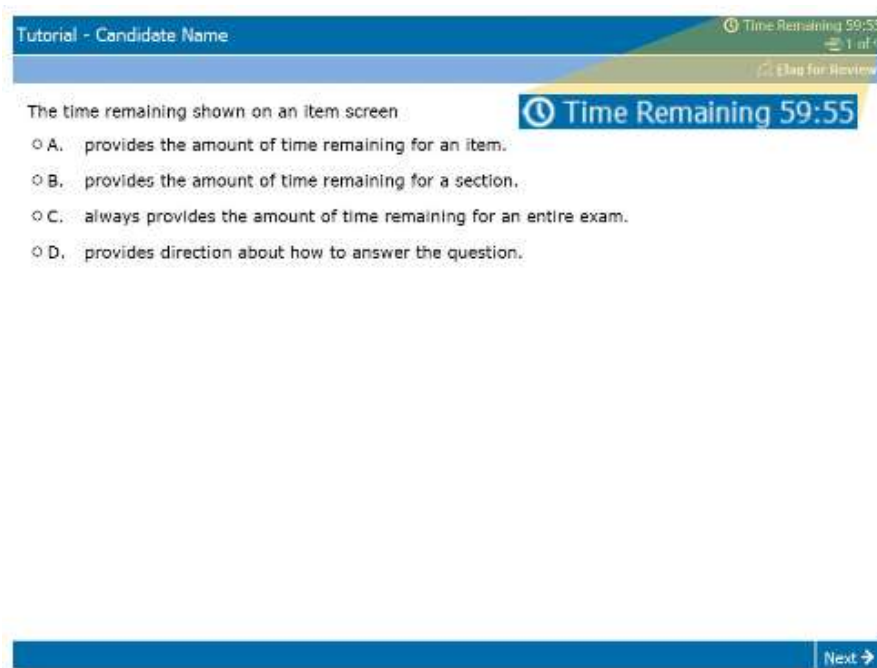 Tutorial - Candidate Name
Time Remaining 59:55
1 of
Flag for Review
The time remaining shown on an item screen
Time Remaining 59:55
A. provides the amount of time remaining for an item.
B. provides the amount of time remaining for a section.
C. always provides the amount of time remaining for an entire exam.
D. provides direction about how to answer the question.
Next